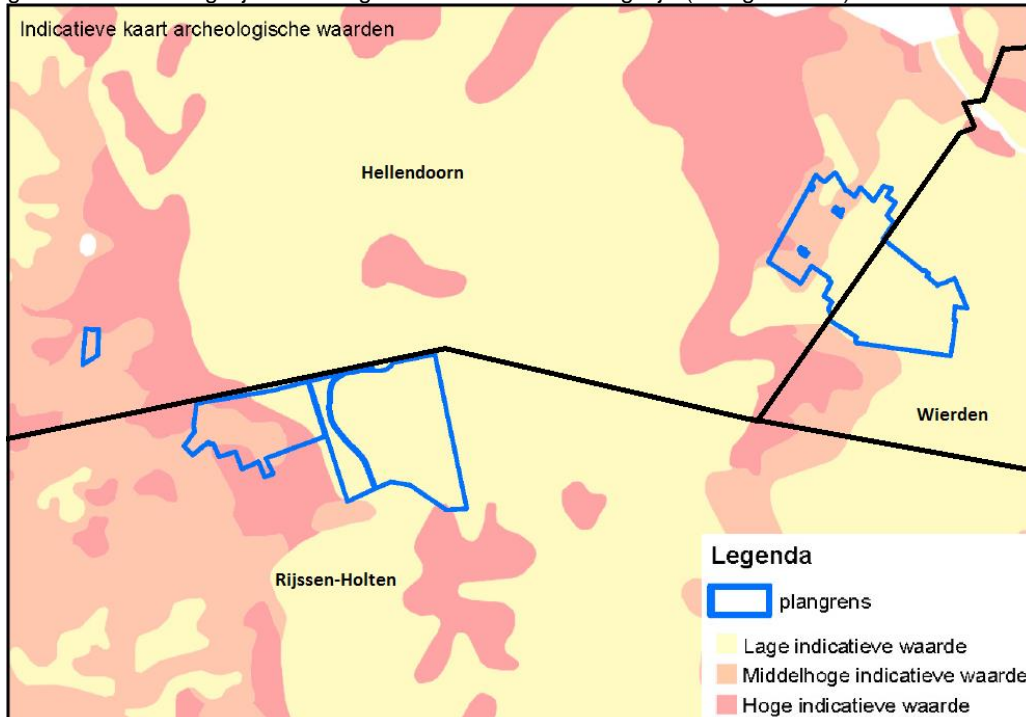 Indicatieve kaart archeologische waarden
Hellendoorn
Wierden
Rijssen-Holten
Legenda
plangrens
Lage indicatieve waarde
Middelhoge indicatieve waarde
Hoge indicatieve waarde